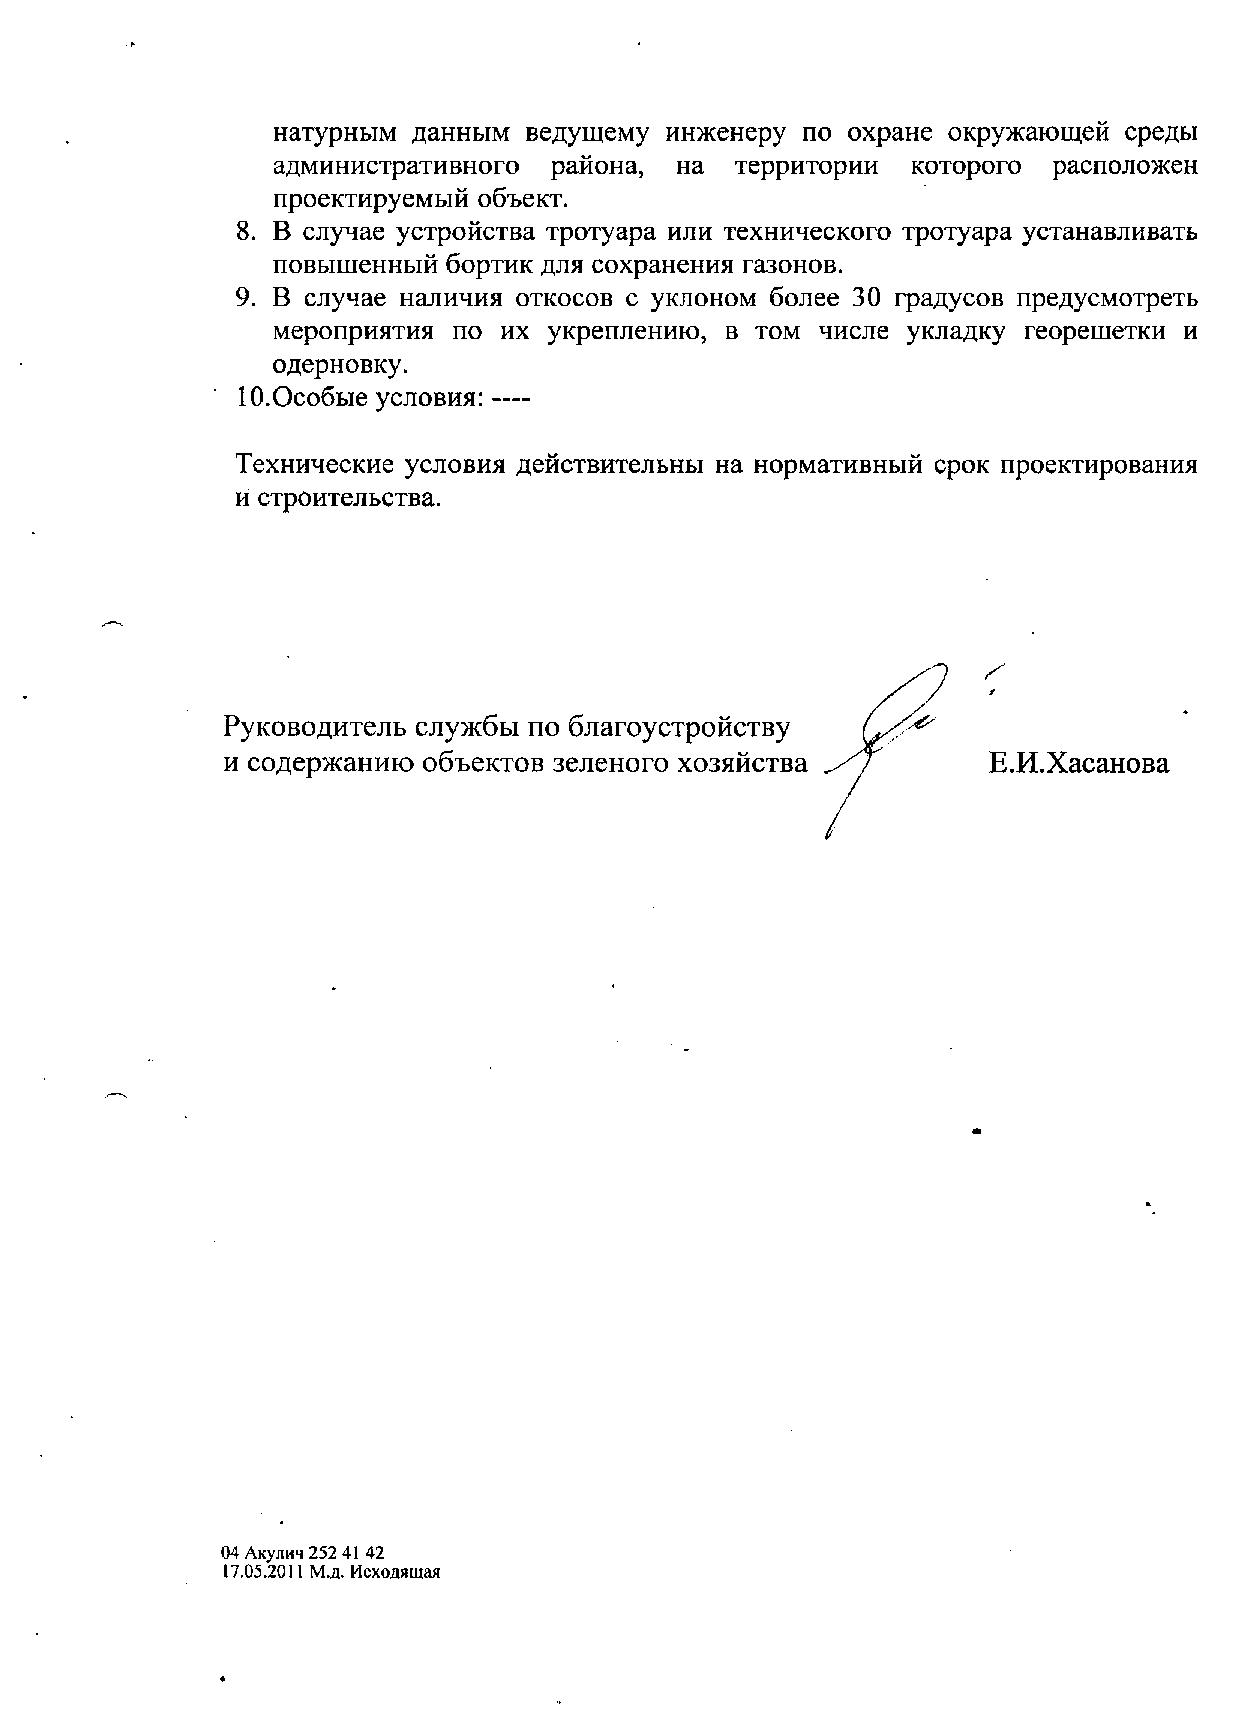 натурным данным ведущему инженеру по охране окружающей среды
административного района, на территории которого расположен
проектируемый объект.
8. В случае устройства тротуара или технического тротуара устанавливать
повышенный бортик для сохранения газонов.
9. В случае наличия откосов с уклоном более 30 градусов предусмотреть
мероприятия по их укреплению, в том числе укладку георешетки и
одерновку.
10.Особые условия: ----
Технические условия действительны на нормативный срок проектирования
и строительства.
Руководитель службы по благоустройству
и содержанию объектов зеленого хозяйства Е.И.Хасанова
04 Акулич 252 41 42
17.05.2011 М.д. Исходящая